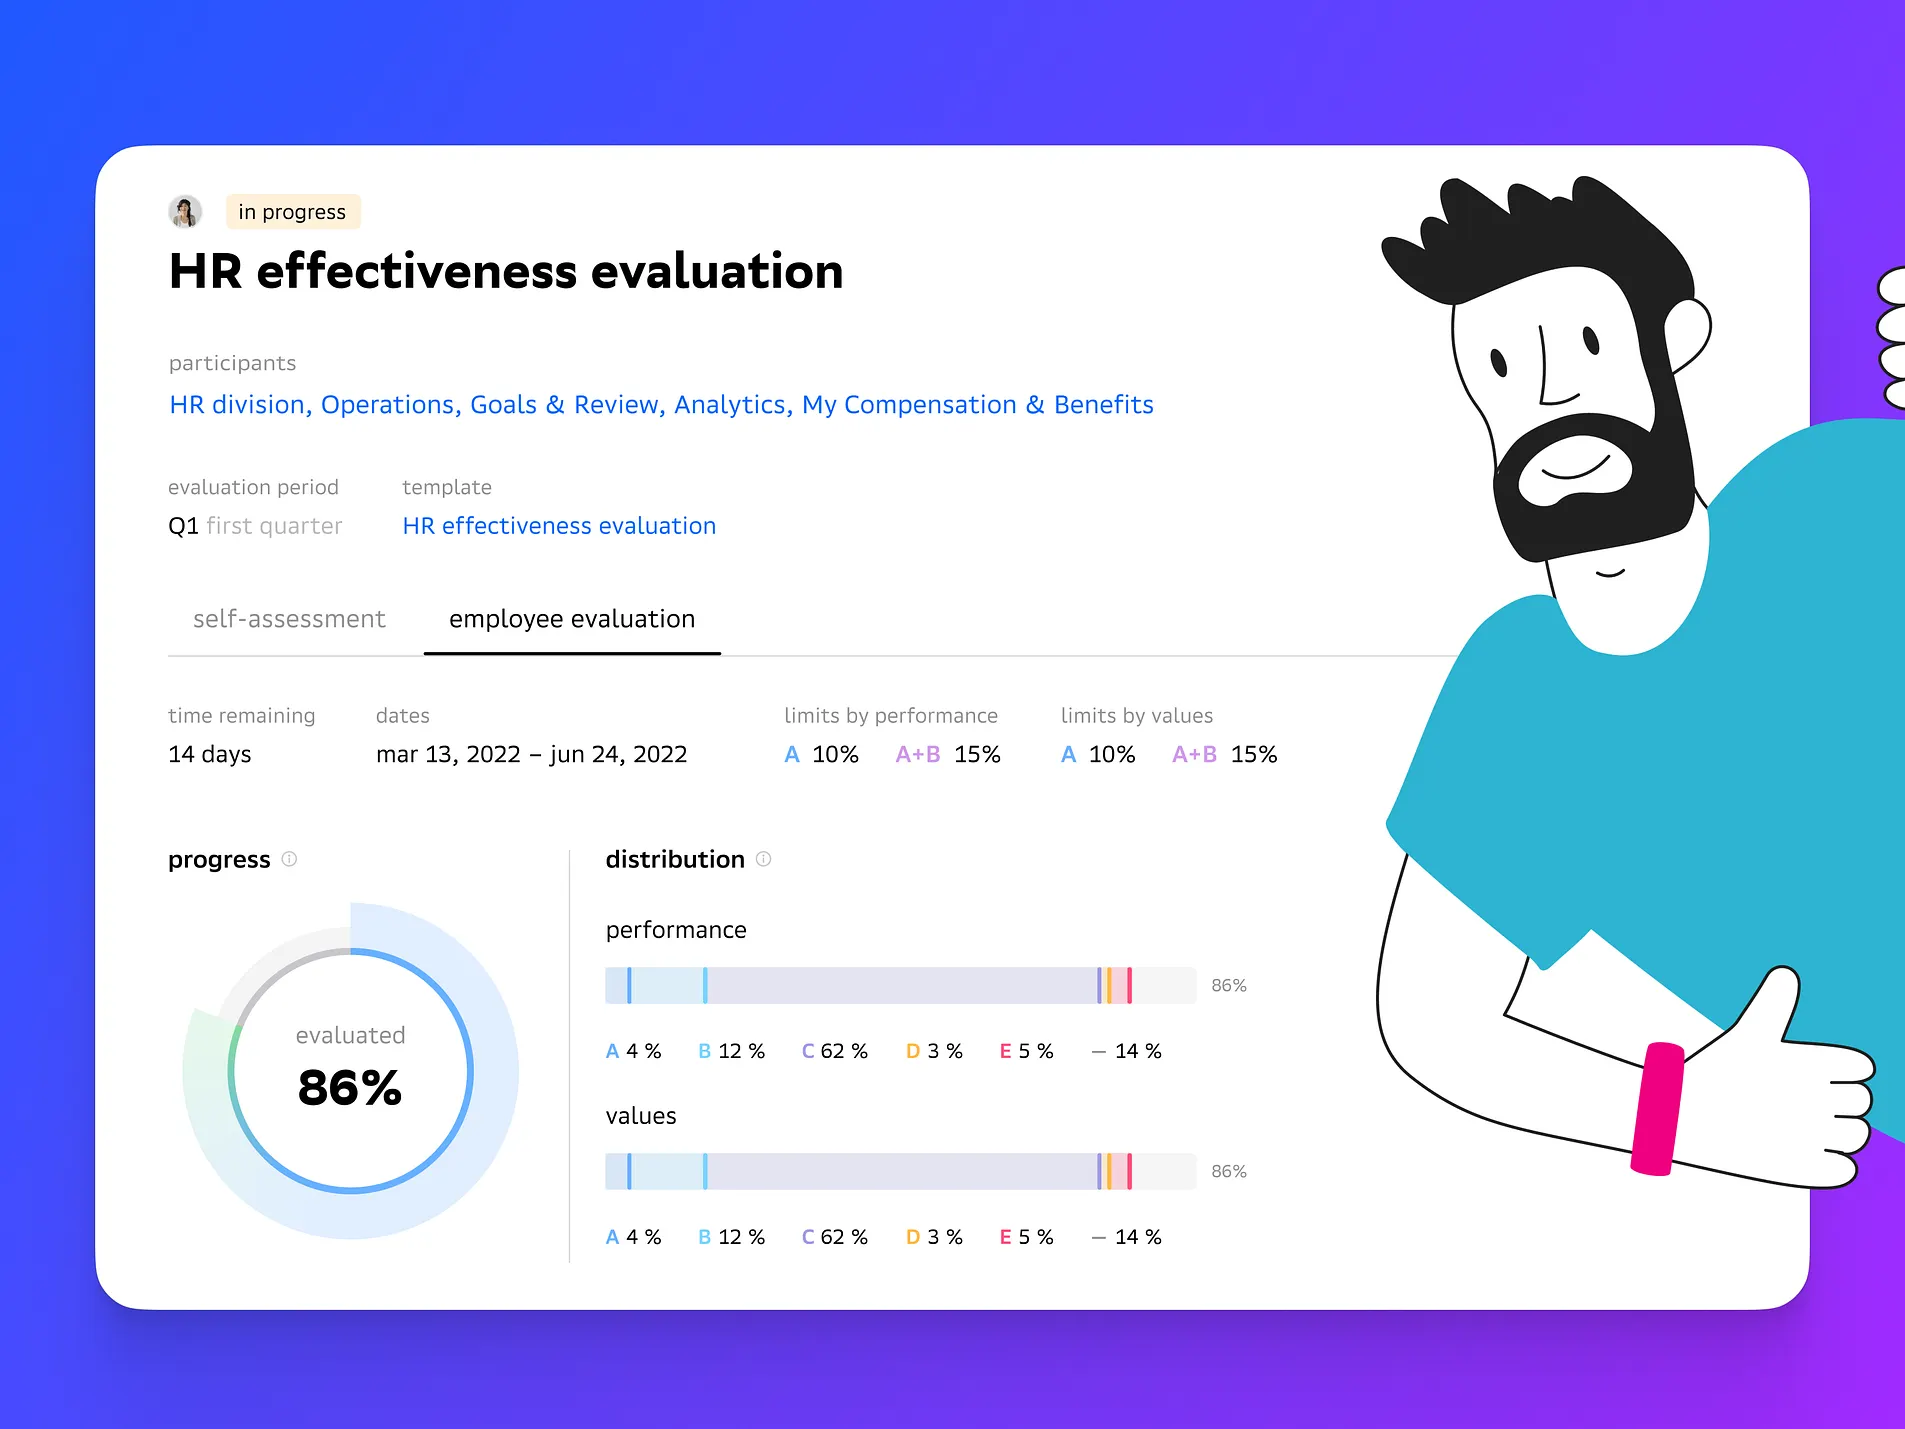 in progress
HR effectiveness evaluation
participants
HR division, Operations, Goals & Review, Analytics, My Compensation & Benefits
evaluation period template
Q1 first quarter HR effectiveness evaluation
self-assessment employee evaluation
time remaining dates limits by performance limits by values
14 days mar 13, 2022 – jun 24, 2022 A 10% A+B 15% A 10% A+B 15%
progress distribution
performance
86%
A 4 % B 12 % C 62 % D 3 % E 5 % — 14 %
evaluated
86%
values
86%
A 4 % B 12 % C 62 % D 3 % E 5 % — 14 %